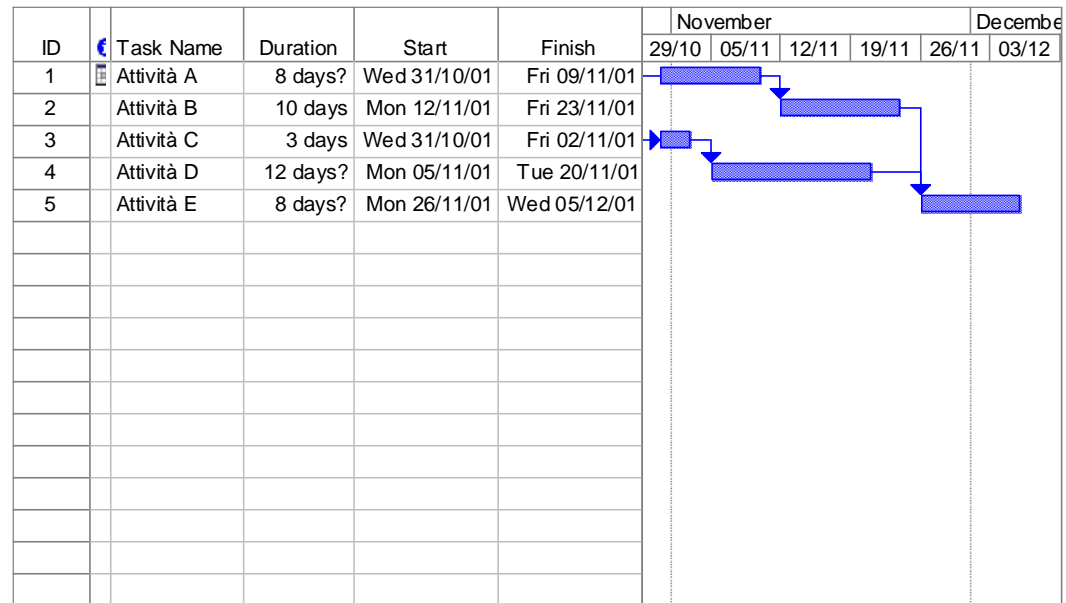 November Decembe
ID Task Name Duration Start Finish 29/10 05/11 12/11 19/11 26/11 03/12
1 Attività A 8 days? Wed 31/10/01 Fri 09/11/01
2 Attività B 10 days Mon 12/11/01 Fri 23/11/01
3 Attività C 3 days Wed 31/10/01 Fri 02/11/01
4 Attività D 12 days? Mon 05/11/01 Tue 20/11/01
5 Attività E 8 days? Mon 26/11/01 Wed 05/12/01